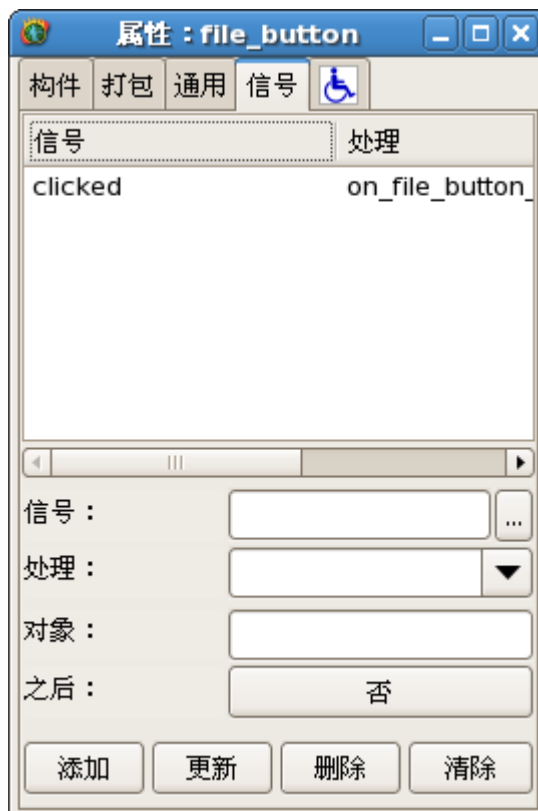 属性：file_button
构件 打包 通用 信号
信号 处理
clicked on_file_button_
信号：
...
处理：
对象：
之后： 否
添加 更新 删除 清除